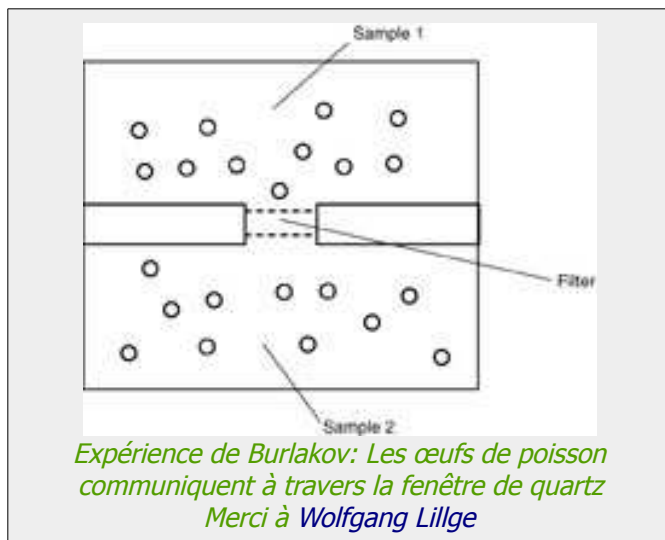 Sample 1
Filter
Sample 2
Expérience de Burlakov: Les œufs de poisson
communiquent à travers la fenêtre de quartz
Merci à Wolfgang Lillge